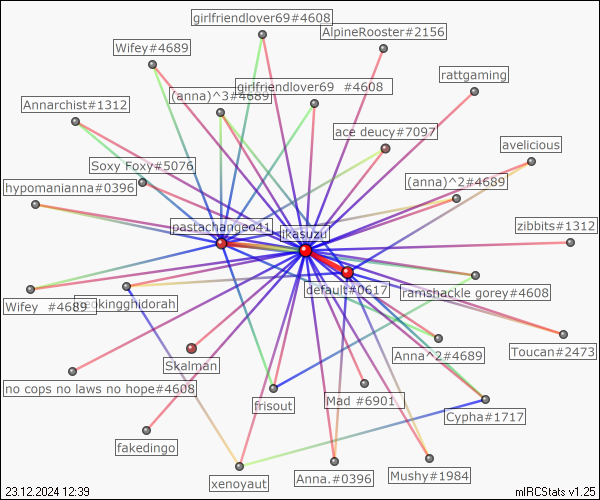 girlfriendlover69#4608
AlpineRooster#2156
Wifey#4689
rattgaming
girlfriendlover69 #4608
(anna)^3#4689
Annarchist#1312
ace deucy#7097
avelicious
Soxy Foxy#5076
(anna)^2#4689
hypomanianna#0396
pastachangeo41
ikasuzu
zibbits#1312
default#0617
ramshackle gorey#4608
Wifey #4689
Anna^2#4689
Toucan#2473
Skalman
no cops no laws no hope#4608
frisout
Mad #6901
Cypha#1717
fakedingo
xenoyaut
Anna.#0396
Mushy#1984
23.12.2024 12:39
mIRCStats v1.25